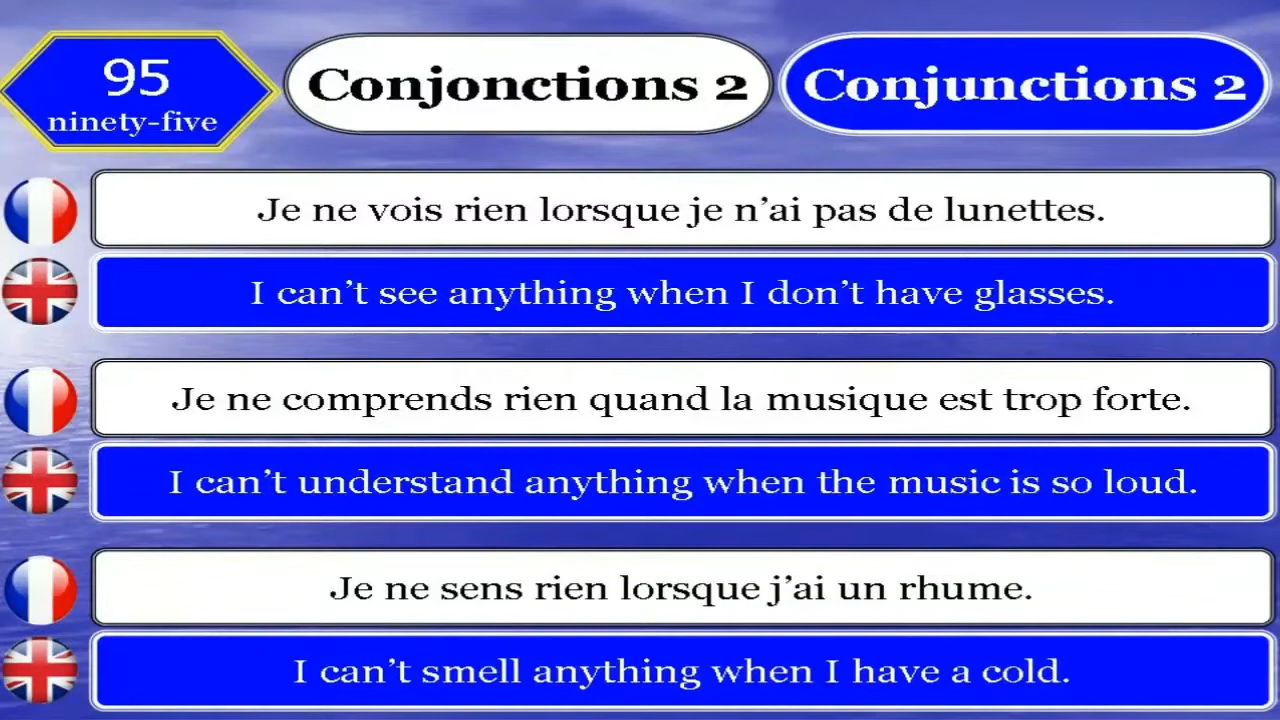 95
ninety-five
Conjonctions 2
Conjunctions 2
Je ne vois rien lorsque je n’ai pas de lunettes.
I can’t see anything when I don’t have glasses.
Je ne comprends rien quand la musique est trop forte.
I can’t understand anything when the music is so loud.
Je ne sens rien lorsque j’ai un rhume.
I can’t smell anything when I have a cold.